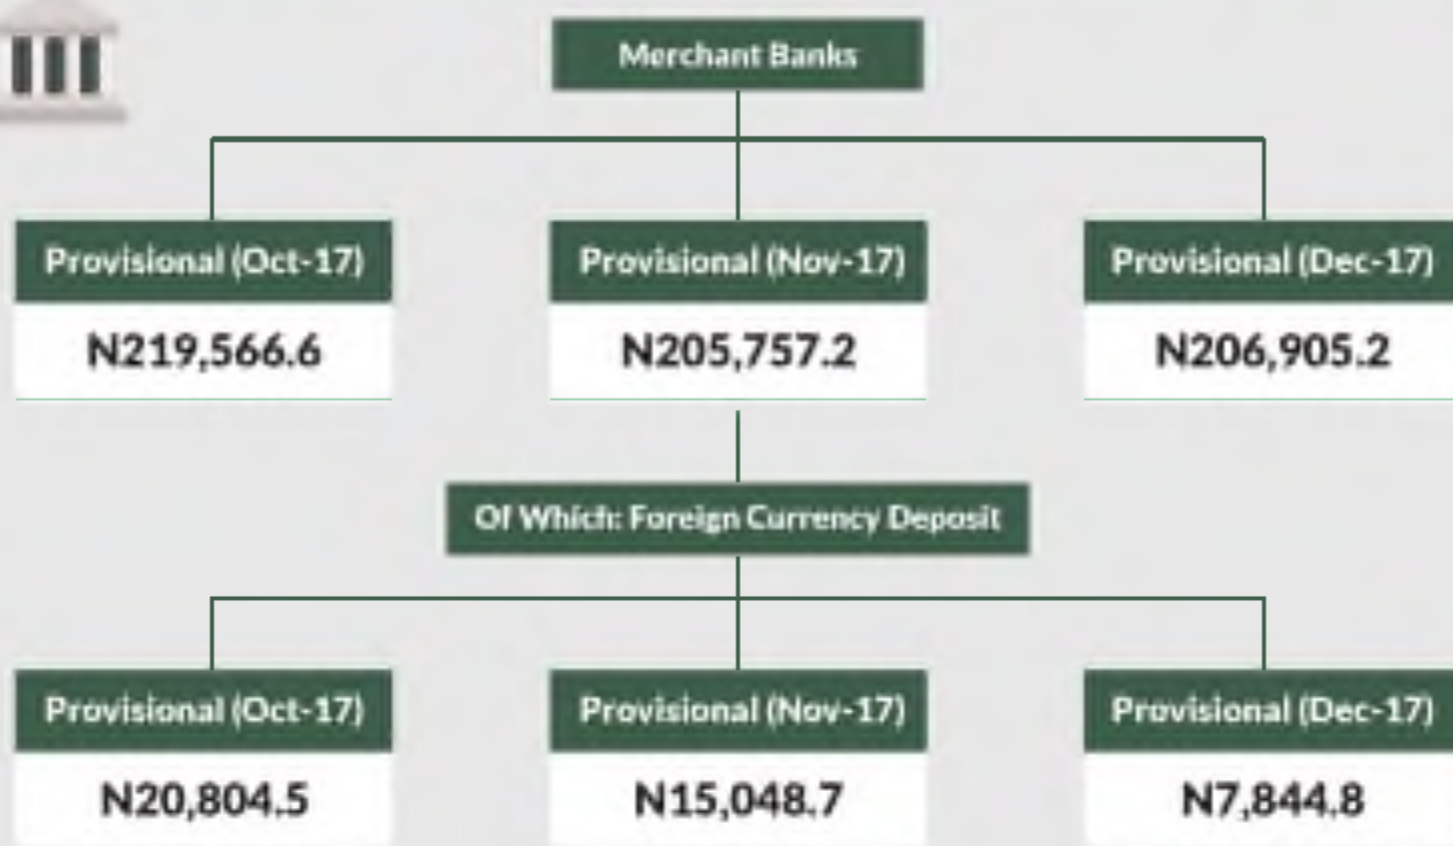 Merchant Banks
Provisional (Oct-17)
Provisional (Nov-17)
Provisional (Dec-17)
N219,566.6
N205,757.2
N206,905.2
Of Which: Foreign Currency Deposit
Provisional (Oct-17)
Provisional (Nov-17)
Provisional (Dec-17)
N20,804.5
N15,048.7
N7,844.8